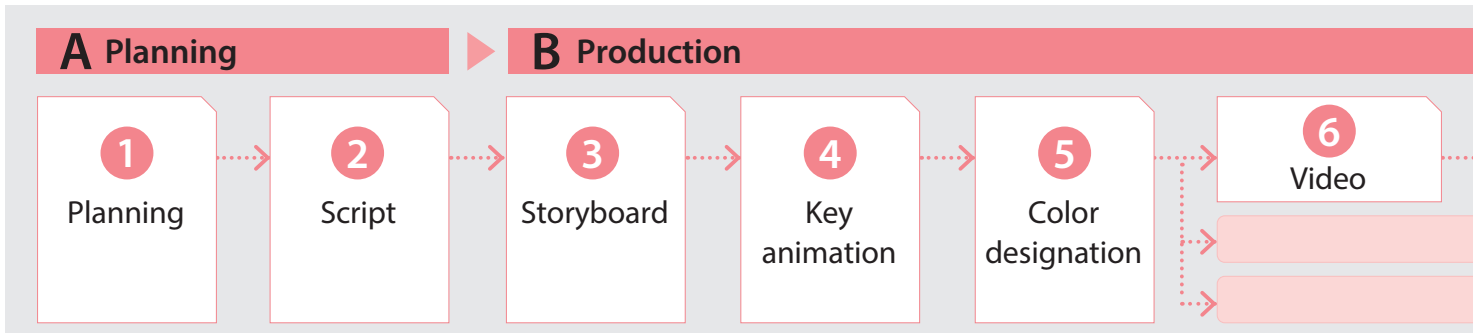 A Planning
B Production
1
Planning
2
Script
3
Storyboard
4
Key
animation
5
Color
designation
6
Video